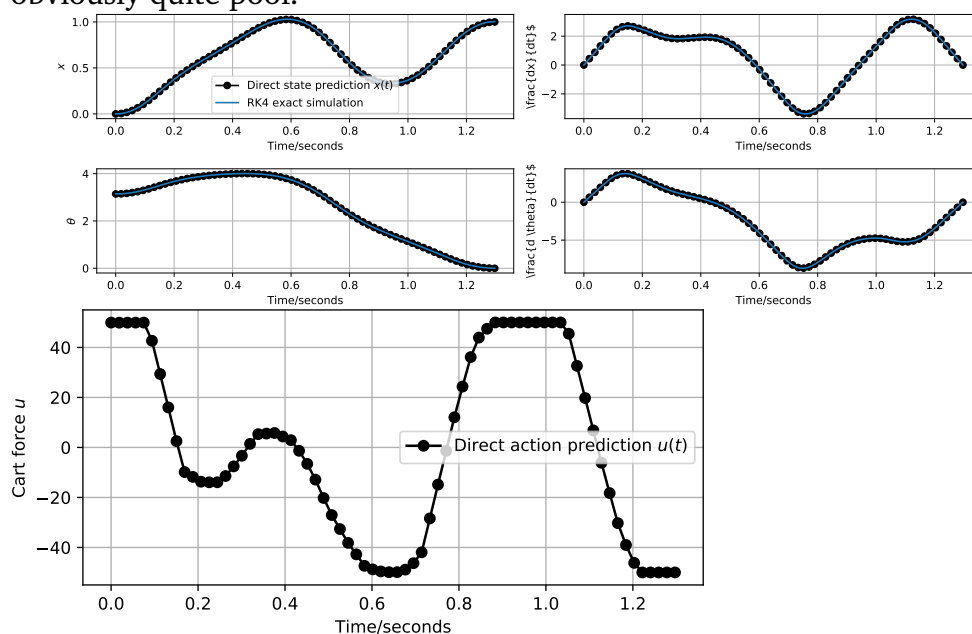 obviously quite pool.
1.0
0.5
0.0
x
Direct state prediction x(t)
RK4 exact simulation
0.0 0.2 0.4 0.6 0.8 1.0 1.2
Time/seconds
2
0
−2
\frac{dx}{dt}$
0.0 0.2 0.4 0.6 0.8 1.0 1.2
Time/seconds
4
2
0
θ
0.0 0.2 0.4 0.6 0.8 1.0 1.2
Time/seconds
0
−5
\frac{d \theta}{dt}$
0.0 0.2 0.4 0.6 0.8 1.0 1.2
Time/seconds
40
20
0
−20
−40
Cart force u
Direct action prediction u(t)
0.0 0.2 0.4 0.6 0.8 1.0 1.2
Time/seconds